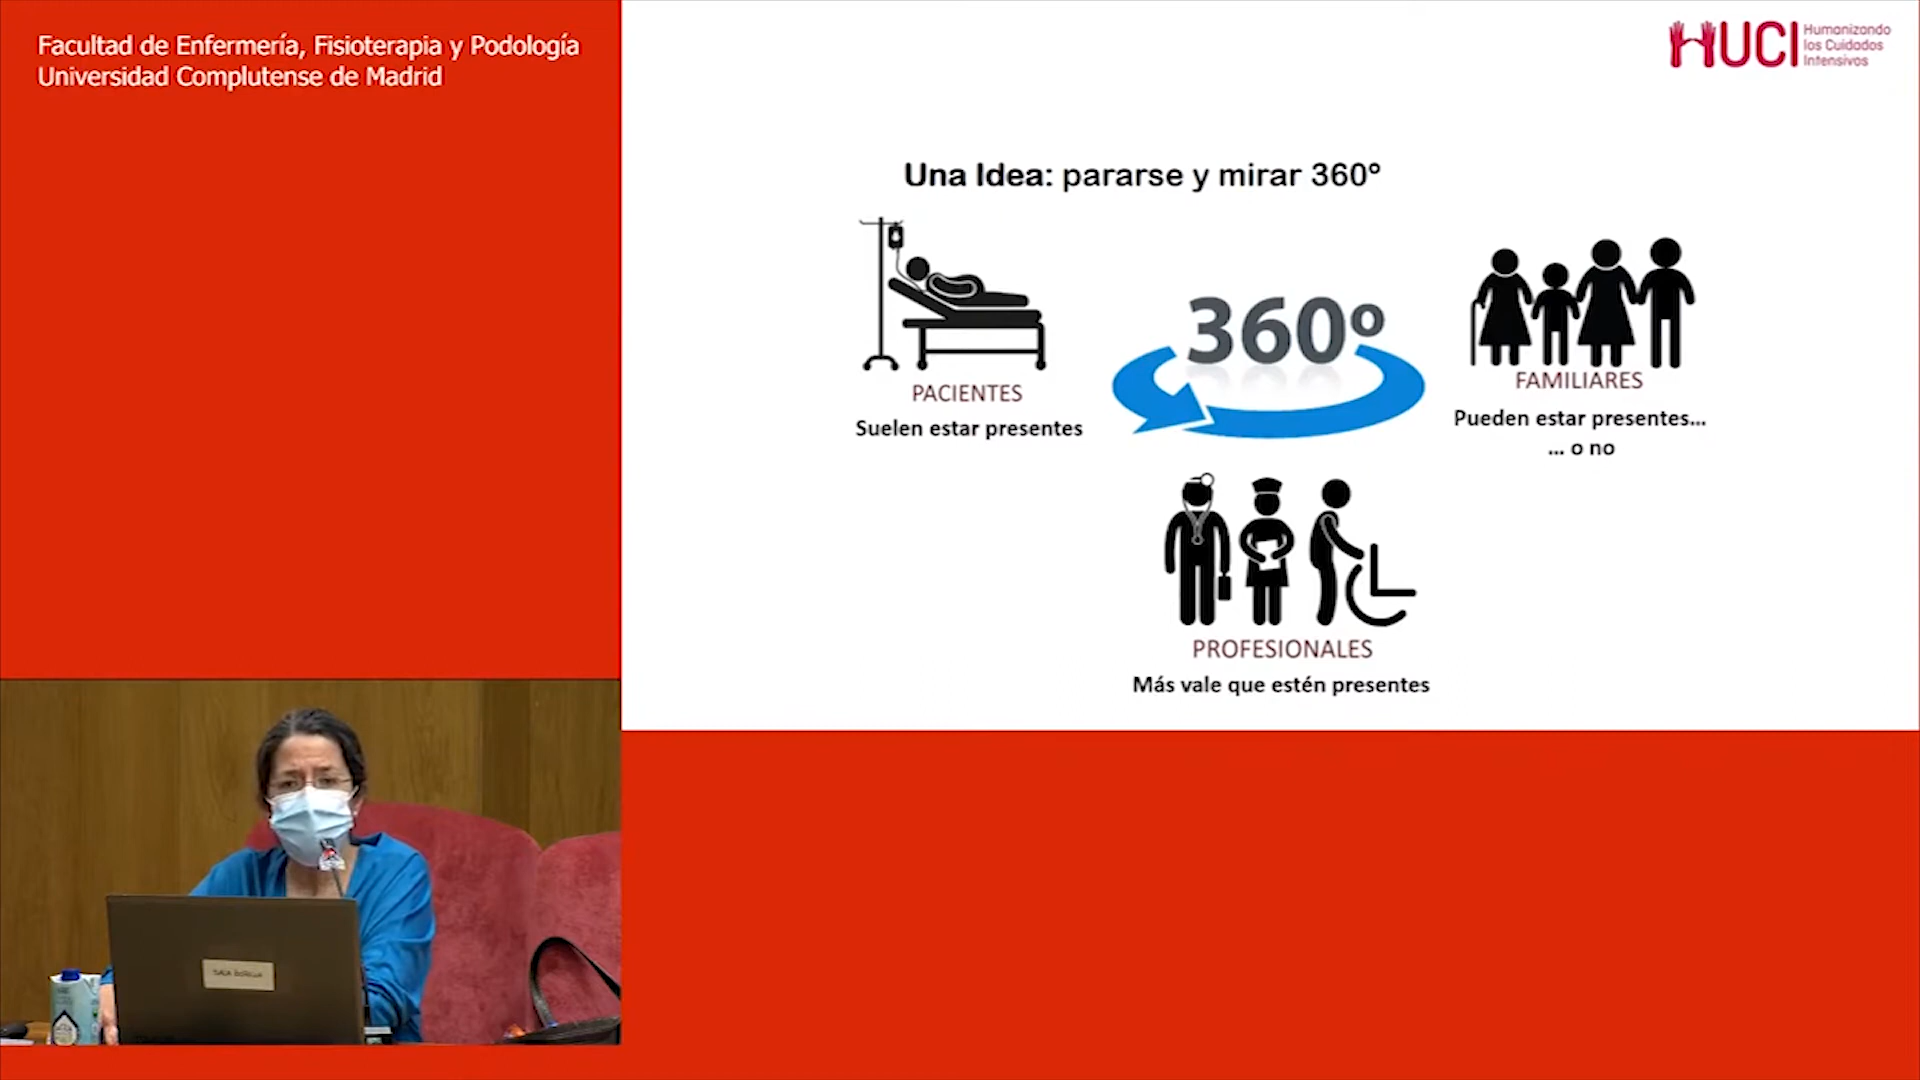 Facultad de Enfermería, Fisioterapia y Podología
Universidad Complutense de Madrid
HUCI
Humanizando
los Cuidados
Intensivos
Una Idea: pararse y mirar 360º
360º
PACIENTES
Suelen estar presentes
FAMILIARES
Pueden estar presentes...
... o no
PROFESIONALES
Más vale que estén presentes